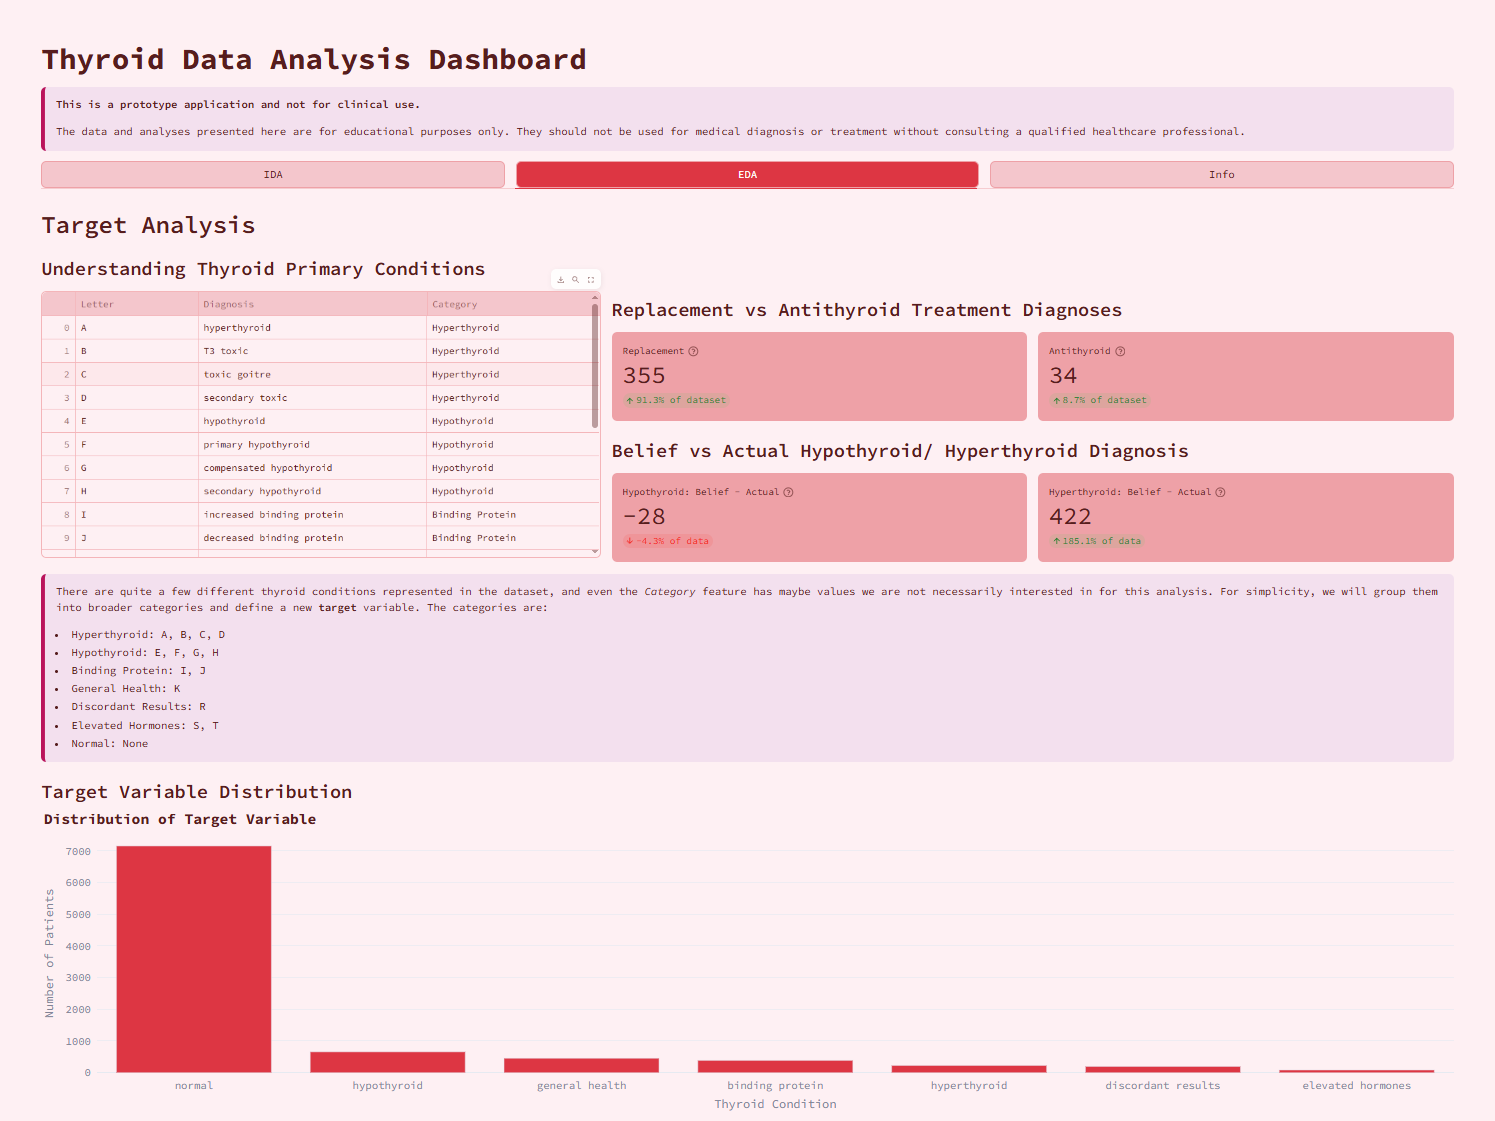 Thyroid Data Analysis Dashboard
This is a prototype application and not for clinical use.
The data and analyses presented here are for educational purposes only. They should not be used for medical diagnosis or treatment without consulting a qualified healthcare professional.
IDA
EDA
Info
Target Analysis
Understanding Thyroid Primary Conditions
Letter Diagnosis Category
0 A hyperthyroid Hyperthyroid
1 B T3 toxic Hyperthyroid
2 C toxic goitre Hyperthyroid
3 D secondary toxic Hyperthyroid
4 E hypothyroid Hypothyroid
5 F primary hypothyroid Hypothyroid
6 G compensated hypothyroid Hypothyroid
7 H secondary hypothyroid Hypothyroid
8 I increased binding protein Binding Protein
9 J decreased binding protein Binding Protein
Replacement vs Antithyroid Treatment Diagnoses
Replacement
355
↑ 91.3% of dataset
Antithyroid
34
↑ 8.7% of dataset
Belief vs Actual Hypothyroid/ Hyperthyroid Diagnosis
Hypothyroid: Belief - Actual
-28
↓ -4.3% of data
Hyperthyroid: Belief - Actual
422
↑ 185.1% of data
There are quite a few different thyroid conditions represented in the dataset, and even the Category feature has maybe values we are not necessarily interested in for this analysis. For simplicity, we will group them
into broader categories and define a new target variable. The categories are:
• Hyperthyroid: A, B, C, D
• Hypothyroid: E, F, G, H
• Binding Protein: I, J
• General Health: K
• Discordant Results: R
• Elevated Hormones: S, T
• Normal: None
Target Variable Distribution
Distribution of Target Variable
Number of Patients
7000
6000
5000
4000
3000
2000
1000
0
normal hypothyroid general health binding protein hyperthyroid discordant results elevated hormones
Thyroid Condition